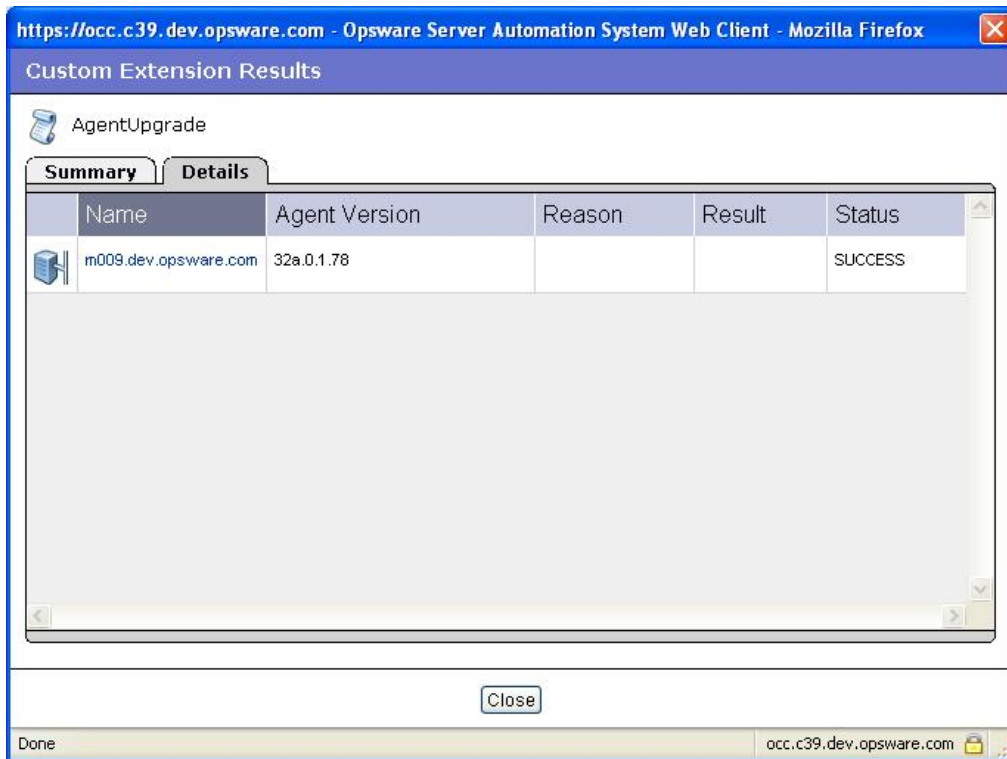 https://occ.c39.dev.opsware.com - Opsware Server Automation System Web Client - Mozilla Firefox
Custom Extension Results
AgentUpgrade
Summary Details
Name Agent Version Reason Result Status
m009.dev.opsware.com 32a.0.1.78 SUCCESS
Close
Done occ.c39.dev.opsware.com